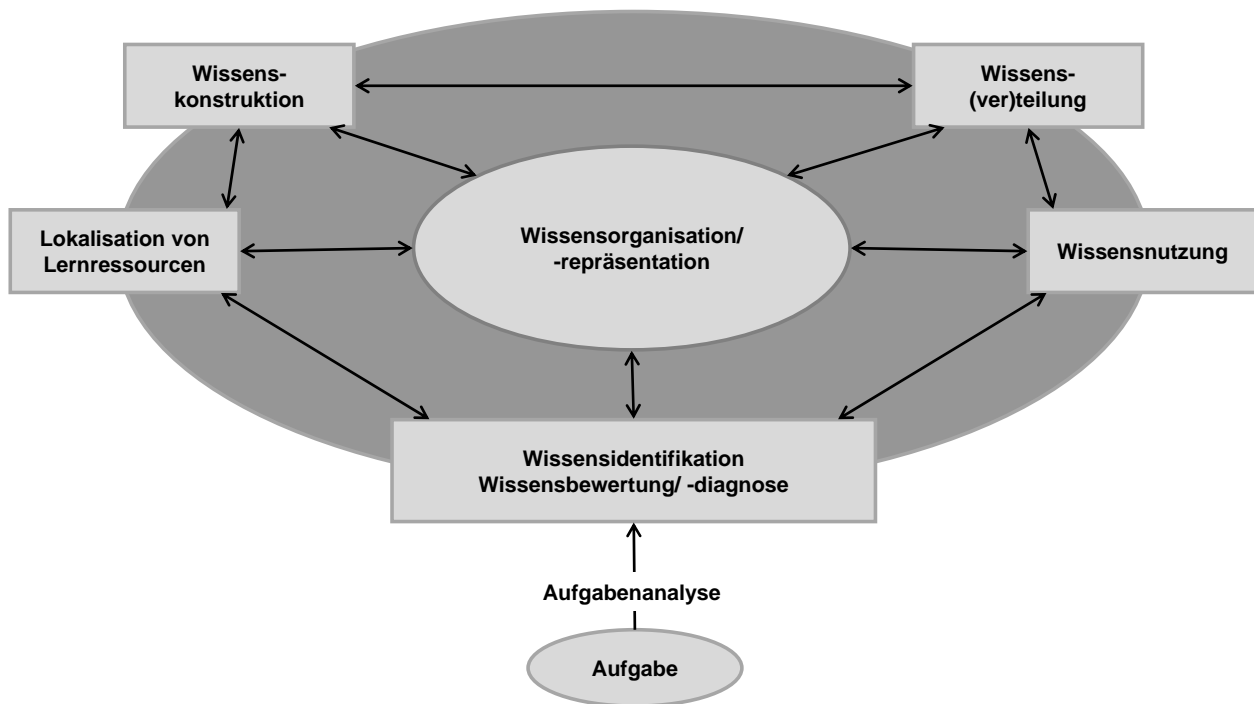 Wissens-
konstruktion
Wissens-
(ver)teilung
Lokalisation von
Lernressourcen
Wissensorganisation/
-repräsentation
Wissensnutzung
Wissensidentifikation
Wissensbewertung/ -diagnose
Aufgabenanalyse
Aufgabe